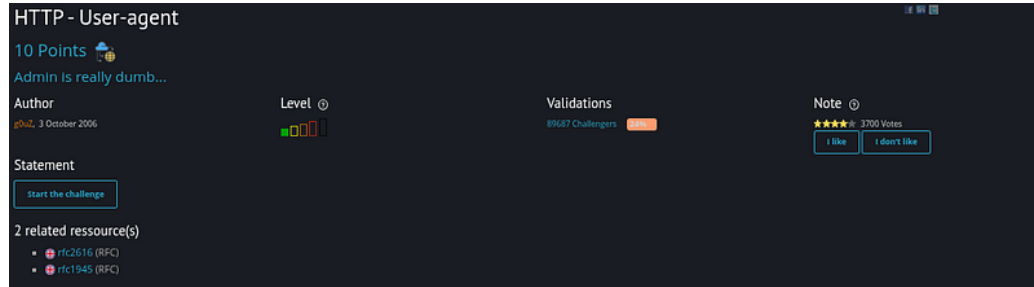 HTTP - User-agent
10 Points
Admin is really dumb...
Author
g0uZ, 3 October 2006
Level
Validations
89687 Challengers 24%
Note
3700 Votes
I like
I don't like
Statement
Start the challenge
2 related ressource(s)
rfc2616 (RFC)
rfc1945 (RFC)